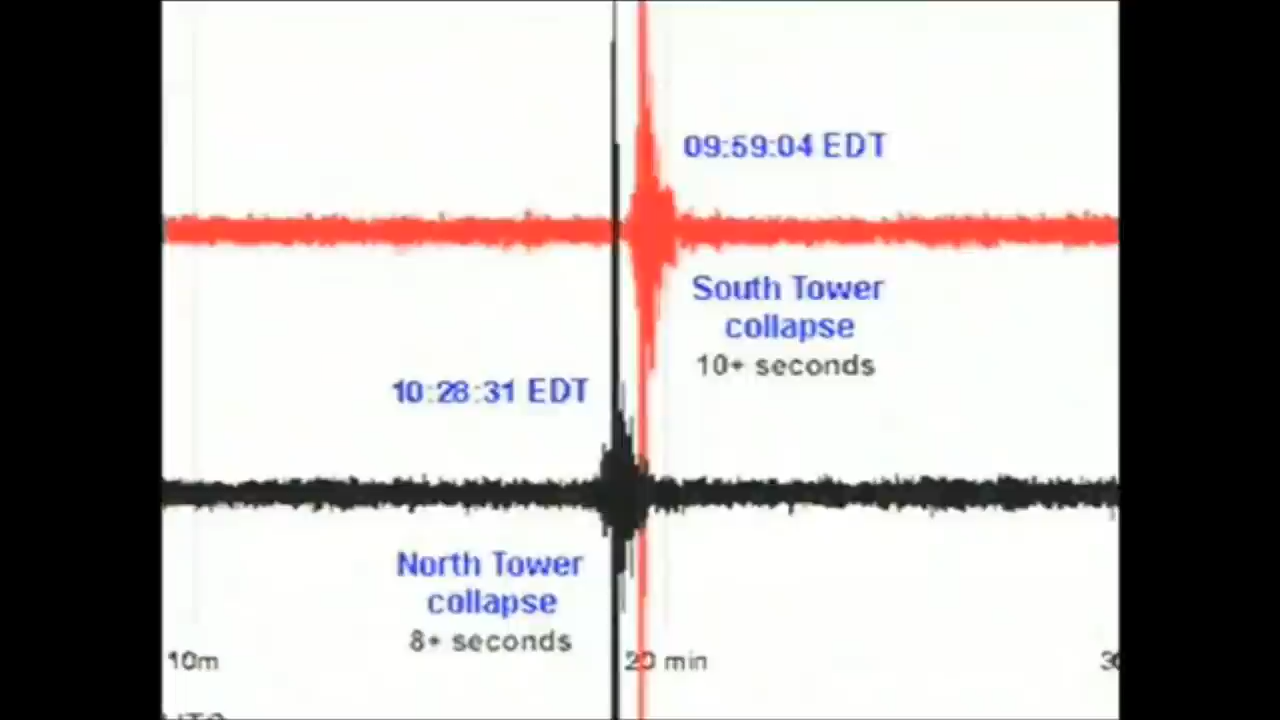 09:59:04 EDT
South Tower
collapse
10+ seconds
10:28:31 EDT
North Tower
collapse
8+ seconds
10m
20 min